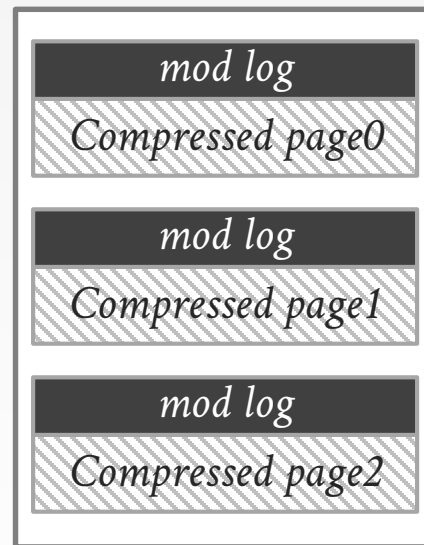 mod log
Compressed page0
mod log
Compressed page1
mod log
Compressed page2